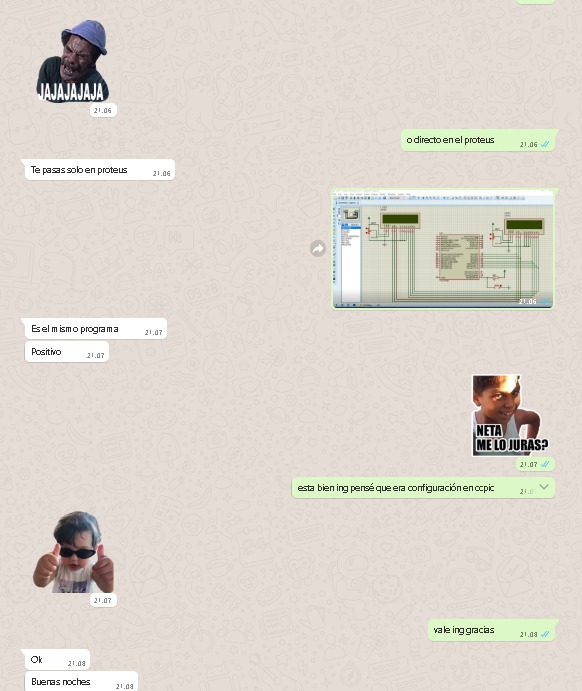 JAJAJAJAJA
21:06
o directo en el proteus
21:06
Te pasas solo en proteus
21:06
21:06
Es el mismo programa
21:07
Positivo
21:07
NETA
ME LO JURAS?
21:07
esta bien ing pensé que era configuración en ccpic
21:07
vale ing gracias
21:08
Ok
21:08
Buenas noches
21:08